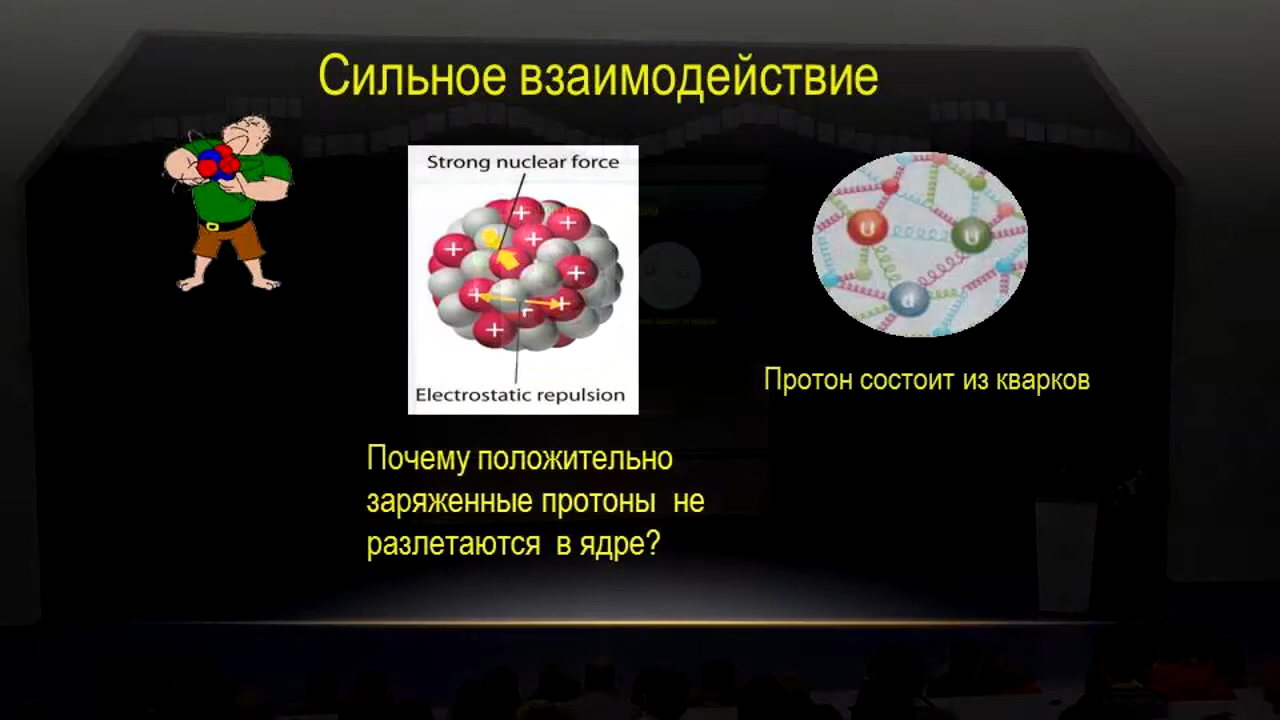 Сильное взаимодействие
Strong nuclear force
+ +
+ +
+
+ +
+
Electrostatic repulsion
U U
d
Протон состоит из кварков
Почему положительно
заряженные протоны не
разлетаются в ядре?